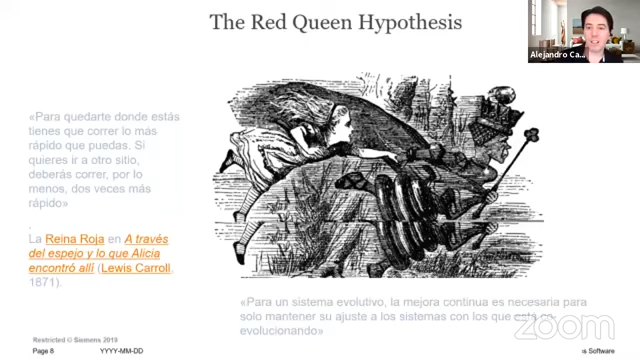 The Red Queen Hypothesis
Alejandro Ca...
«Para quedarte donde estás
tienes que correr lo más
rápido que puedas. Si
quieres ir a otro sitio,
deberás correr, por lo
menos, dos veces más
rápido»
.
La Reina Roja en A través
del espejo y lo que Alicia
encontró allí (Lewis Carroll,
1871).
«Para un sistema evolutivo, la mejora continua es necesaria para
solo mantener su ajuste a los sistemas con los que está co-
evolucionando»
zoom
Restricted © Siemens 2019
Page 8 YYYY-MM-DD
s Software